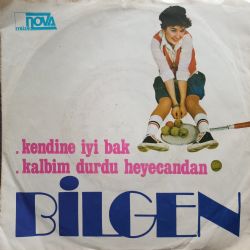 nova
müzik
.kendine iyi bak
.kalbim durdu heyecandan
BİLGEN